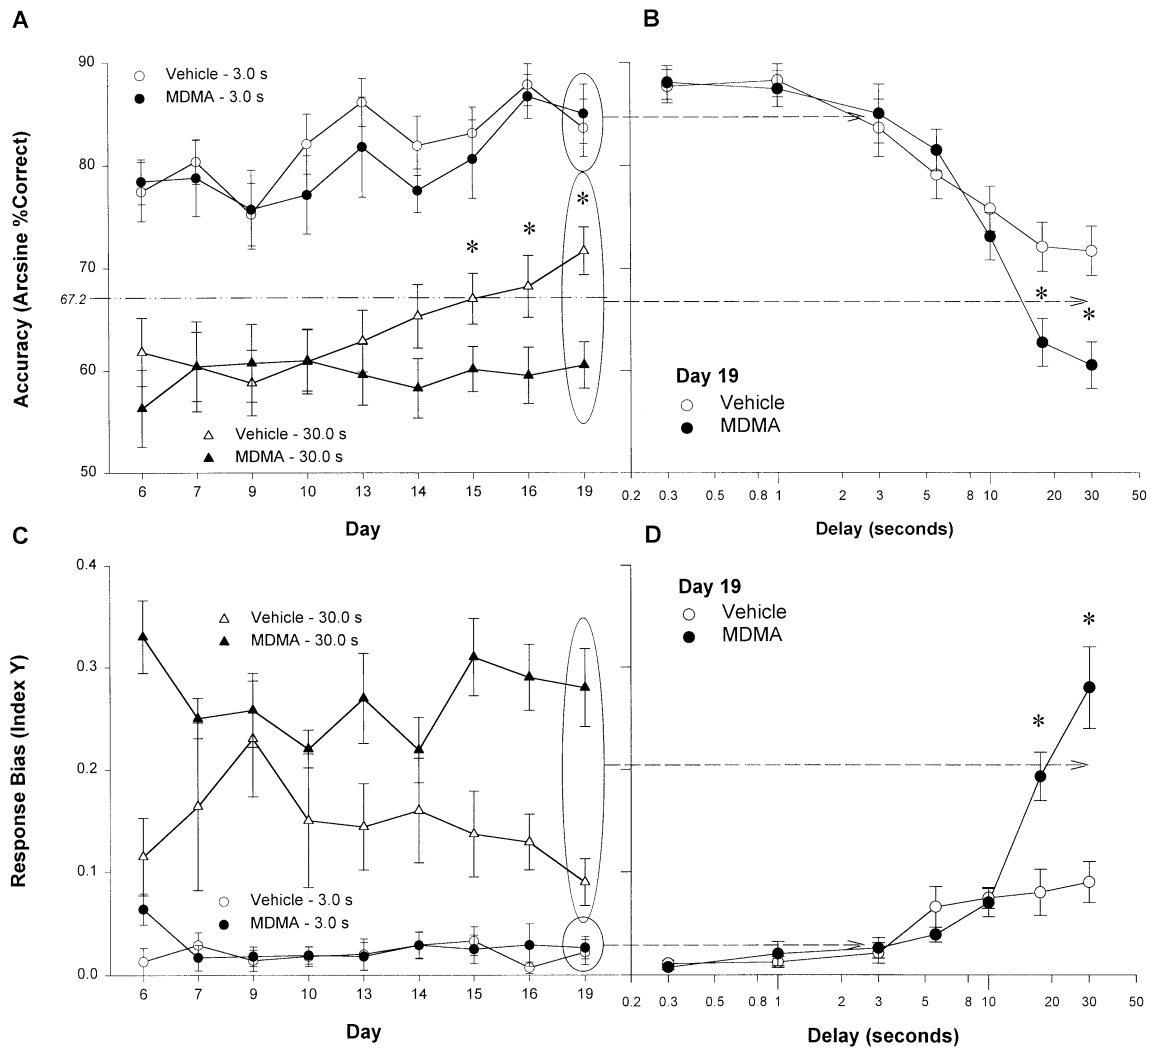 A
B
90
80
70
67.2
60
50
Accuracy (Arcsine %Correct)
Vehicle - 3.0 s
MDMA - 3.0 s
* * *
Vehicle - 30.0 s
MDMA - 30.0 s
6 7 9 10 13 14 15 16 19
Day
* *
Day 19
Vehicle
MDMA
0.2 0.3 0.5 0.8 1 2 3 5 8 10 20 30 50
Delay (seconds)
C
D
0.4
0.3
0.2
0.1
0.0
Response Bias (Index Y)
Vehicle - 30.0 s
MDMA - 30.0 s
Vehicle - 3.0 s
MDMA - 3.0 s
6 7 9 10 13 14 15 16 19
Day
Day 19
Vehicle
MDMA
* *
0.2 0.3 0.5 0.8 1 2 3 5 8 10 20 30 50
Delay (seconds)